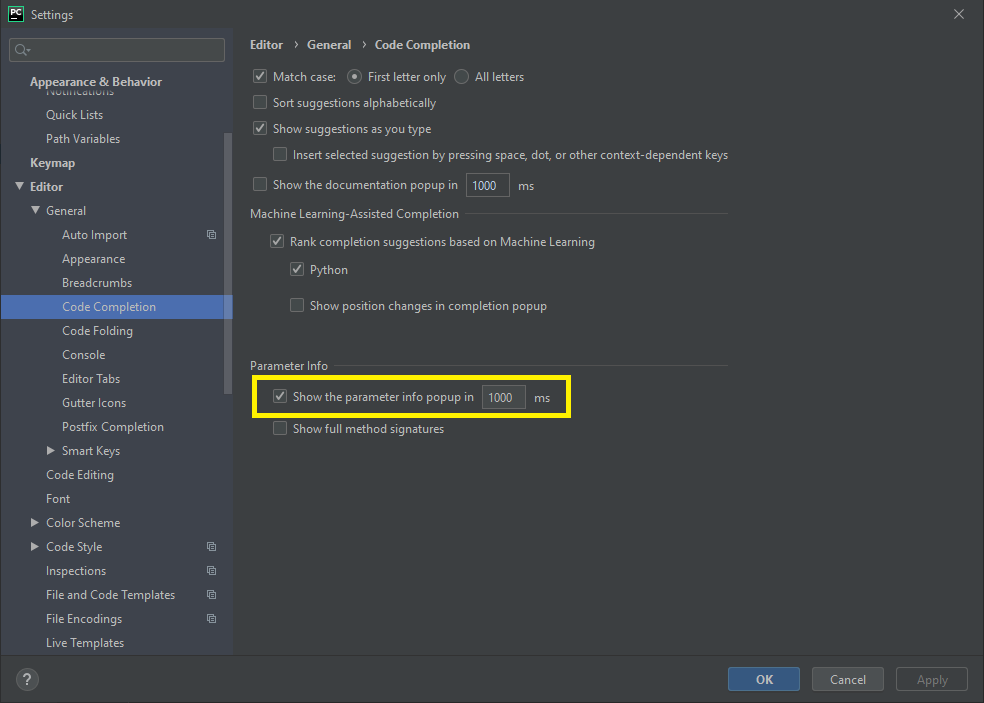 PC Settings
Appearance & Behavior
Notifications
Quick Lists
Path Variables
Keymap
Editor
General
Auto Import
Appearance
Breadcrumbs
Code Completion
Code Folding
Console
Editor Tabs
Gutter Icons
Postfix Completion
Smart Keys
Code Editing
Font
Color Scheme
Code Style
Inspections
File and Code Templates
File Encodings
Live Templates
Editor › General › Code Completion
Match case: First letter only All letters
Sort suggestions alphabetically
Show suggestions as you type
Insert selected suggestion by pressing space, dot, or other context-dependent keys
Show the documentation popup in 1000 ms
Machine Learning-Assisted Completion
Rank completion suggestions based on Machine Learning
Python
Show position changes in completion popup
Parameter Info
Show the parameter info popup in 1000 ms
Show full method signatures
? OK Cancel Apply